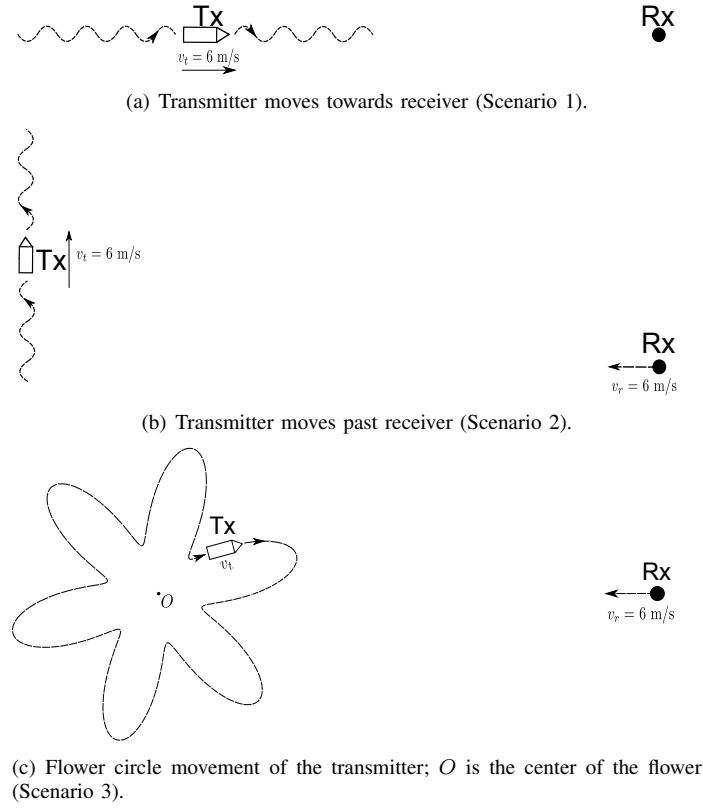 Tx
Rx
v_t = 6 m/s
(a) Transmitter moves towards receiver (Scenario 1).
Tx
v_t = 6 m/s
Rx
v_r = 6 m/s
(b) Transmitter moves past receiver (Scenario 2).
Tx
v_t
O
Rx
v_r = 6 m/s
(c) Flower circle movement of the transmitter; O is the center of the flower
(Scenario 3).